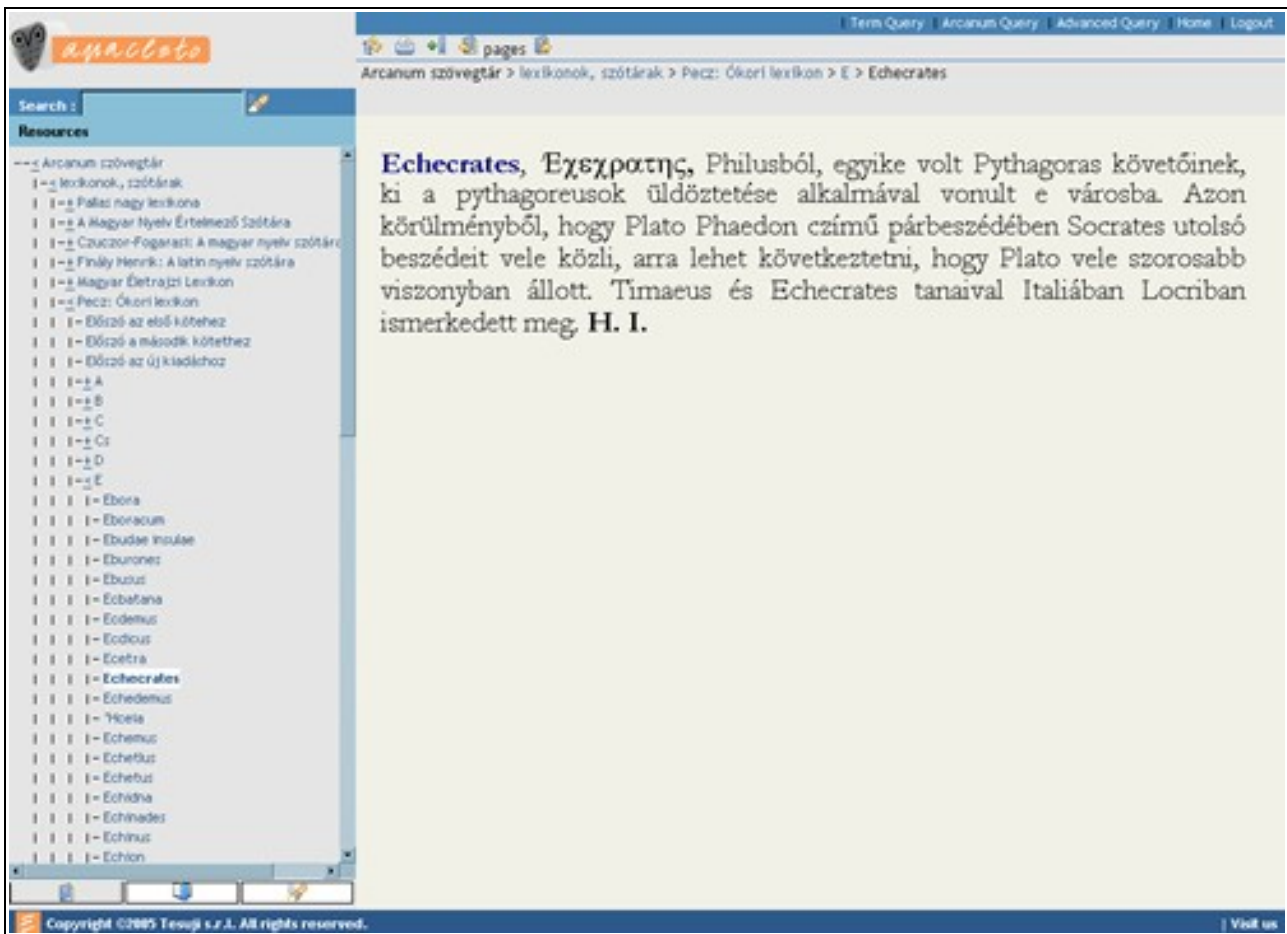 anacleto
| Term Query | Arcanum Query | Advanced Query | Home | Logout
pages
Arcanum szövegtár > lexikonok, szótárak > Pecz: Ókori lexikon > E > Echecrates
Search :
Resources
Arcanum szövegtár
lexikonok, szótárak
Pallas nagy lexikona
A Magyar Nyelv Értelmező Szótára
Czuczor-Fogarasi: A magyar nyelv szótára
Finály Henrik: A latin nyelv szótára
Magyar Életrajzi Lexikon
Pecz: Ókori lexikon
Előszó az első kötehez
Előszó a második kötethez
Előszó az új kiadáshoz
A
B
C
Cs
D
E
Ebora
Eboracum
Ebudae insulae
Eburones
Ebusus
Ecbatana
Ecdemus
Ecdicus
Ecetra
Echecrates
Echedemus
Echemus
Echetlus
Echetus
Echidna
Echinades
Echinus
Echion
Echecrates, Ἐχεχρατης, Philusból, egyike volt Pythagoras követőinek,
ki a pythagoreusok üldöztetése alkalmával vonult e városba. Azon
körülményből, hogy Plato Phaedon czímű párbeszédében Socrates utolsó
beszédeit vele közli, arra lehet következtetni, hogy Plato vele szorosabb
viszonyban állott. Timaeus és Echecrates tanaival Italiában Locriban
ismerkedett meg. H. I.
Copyright ©2005 Tesuji s.r.l. All rights reserved.
| Visit us